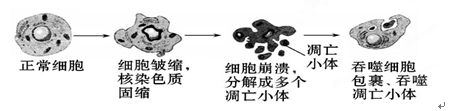 正常细胞
细胞皱缩,
核染色质
固缩
凋亡
小体
细胞崩溃,
分解成多个
凋亡小体
吞噬细胞
包裹、吞噬
凋亡小体